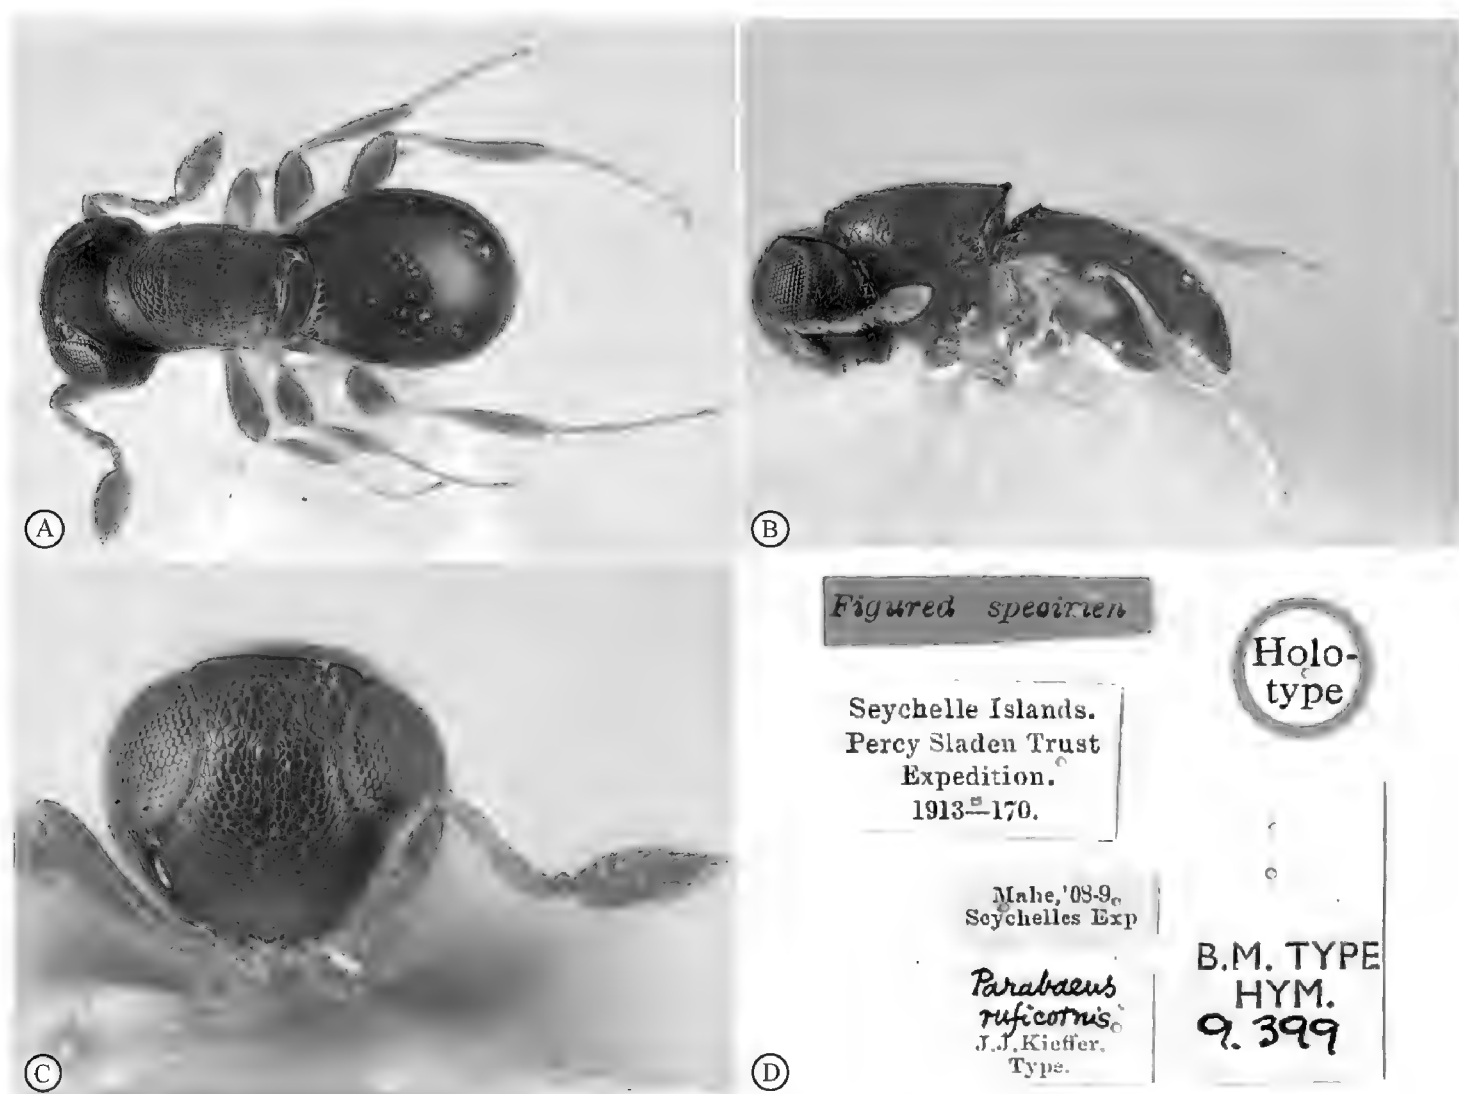 A
B
C
D
Figured specimen
Holo-
type
Seychelle Islands.
Percy Sladen Trust
Expedition.
1913—170.
Mahe,'08-9.
Seychelles Exp
Parabaeus
ruficornis
J.J.Kieffer.
Type.
B.M. TYPE
HYM.
9.399